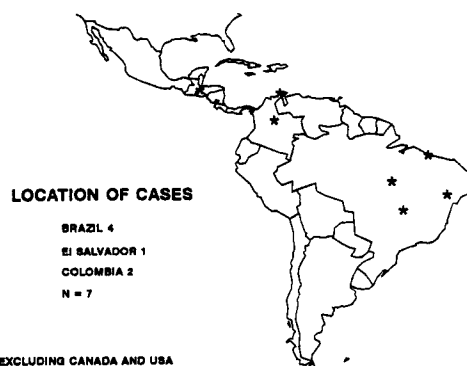 LOCATION OF CASES
BRAZIL 4
El SALVADOR 1
COLOMBIA 2
N = 7
EXCLUDING CANADA AND USA